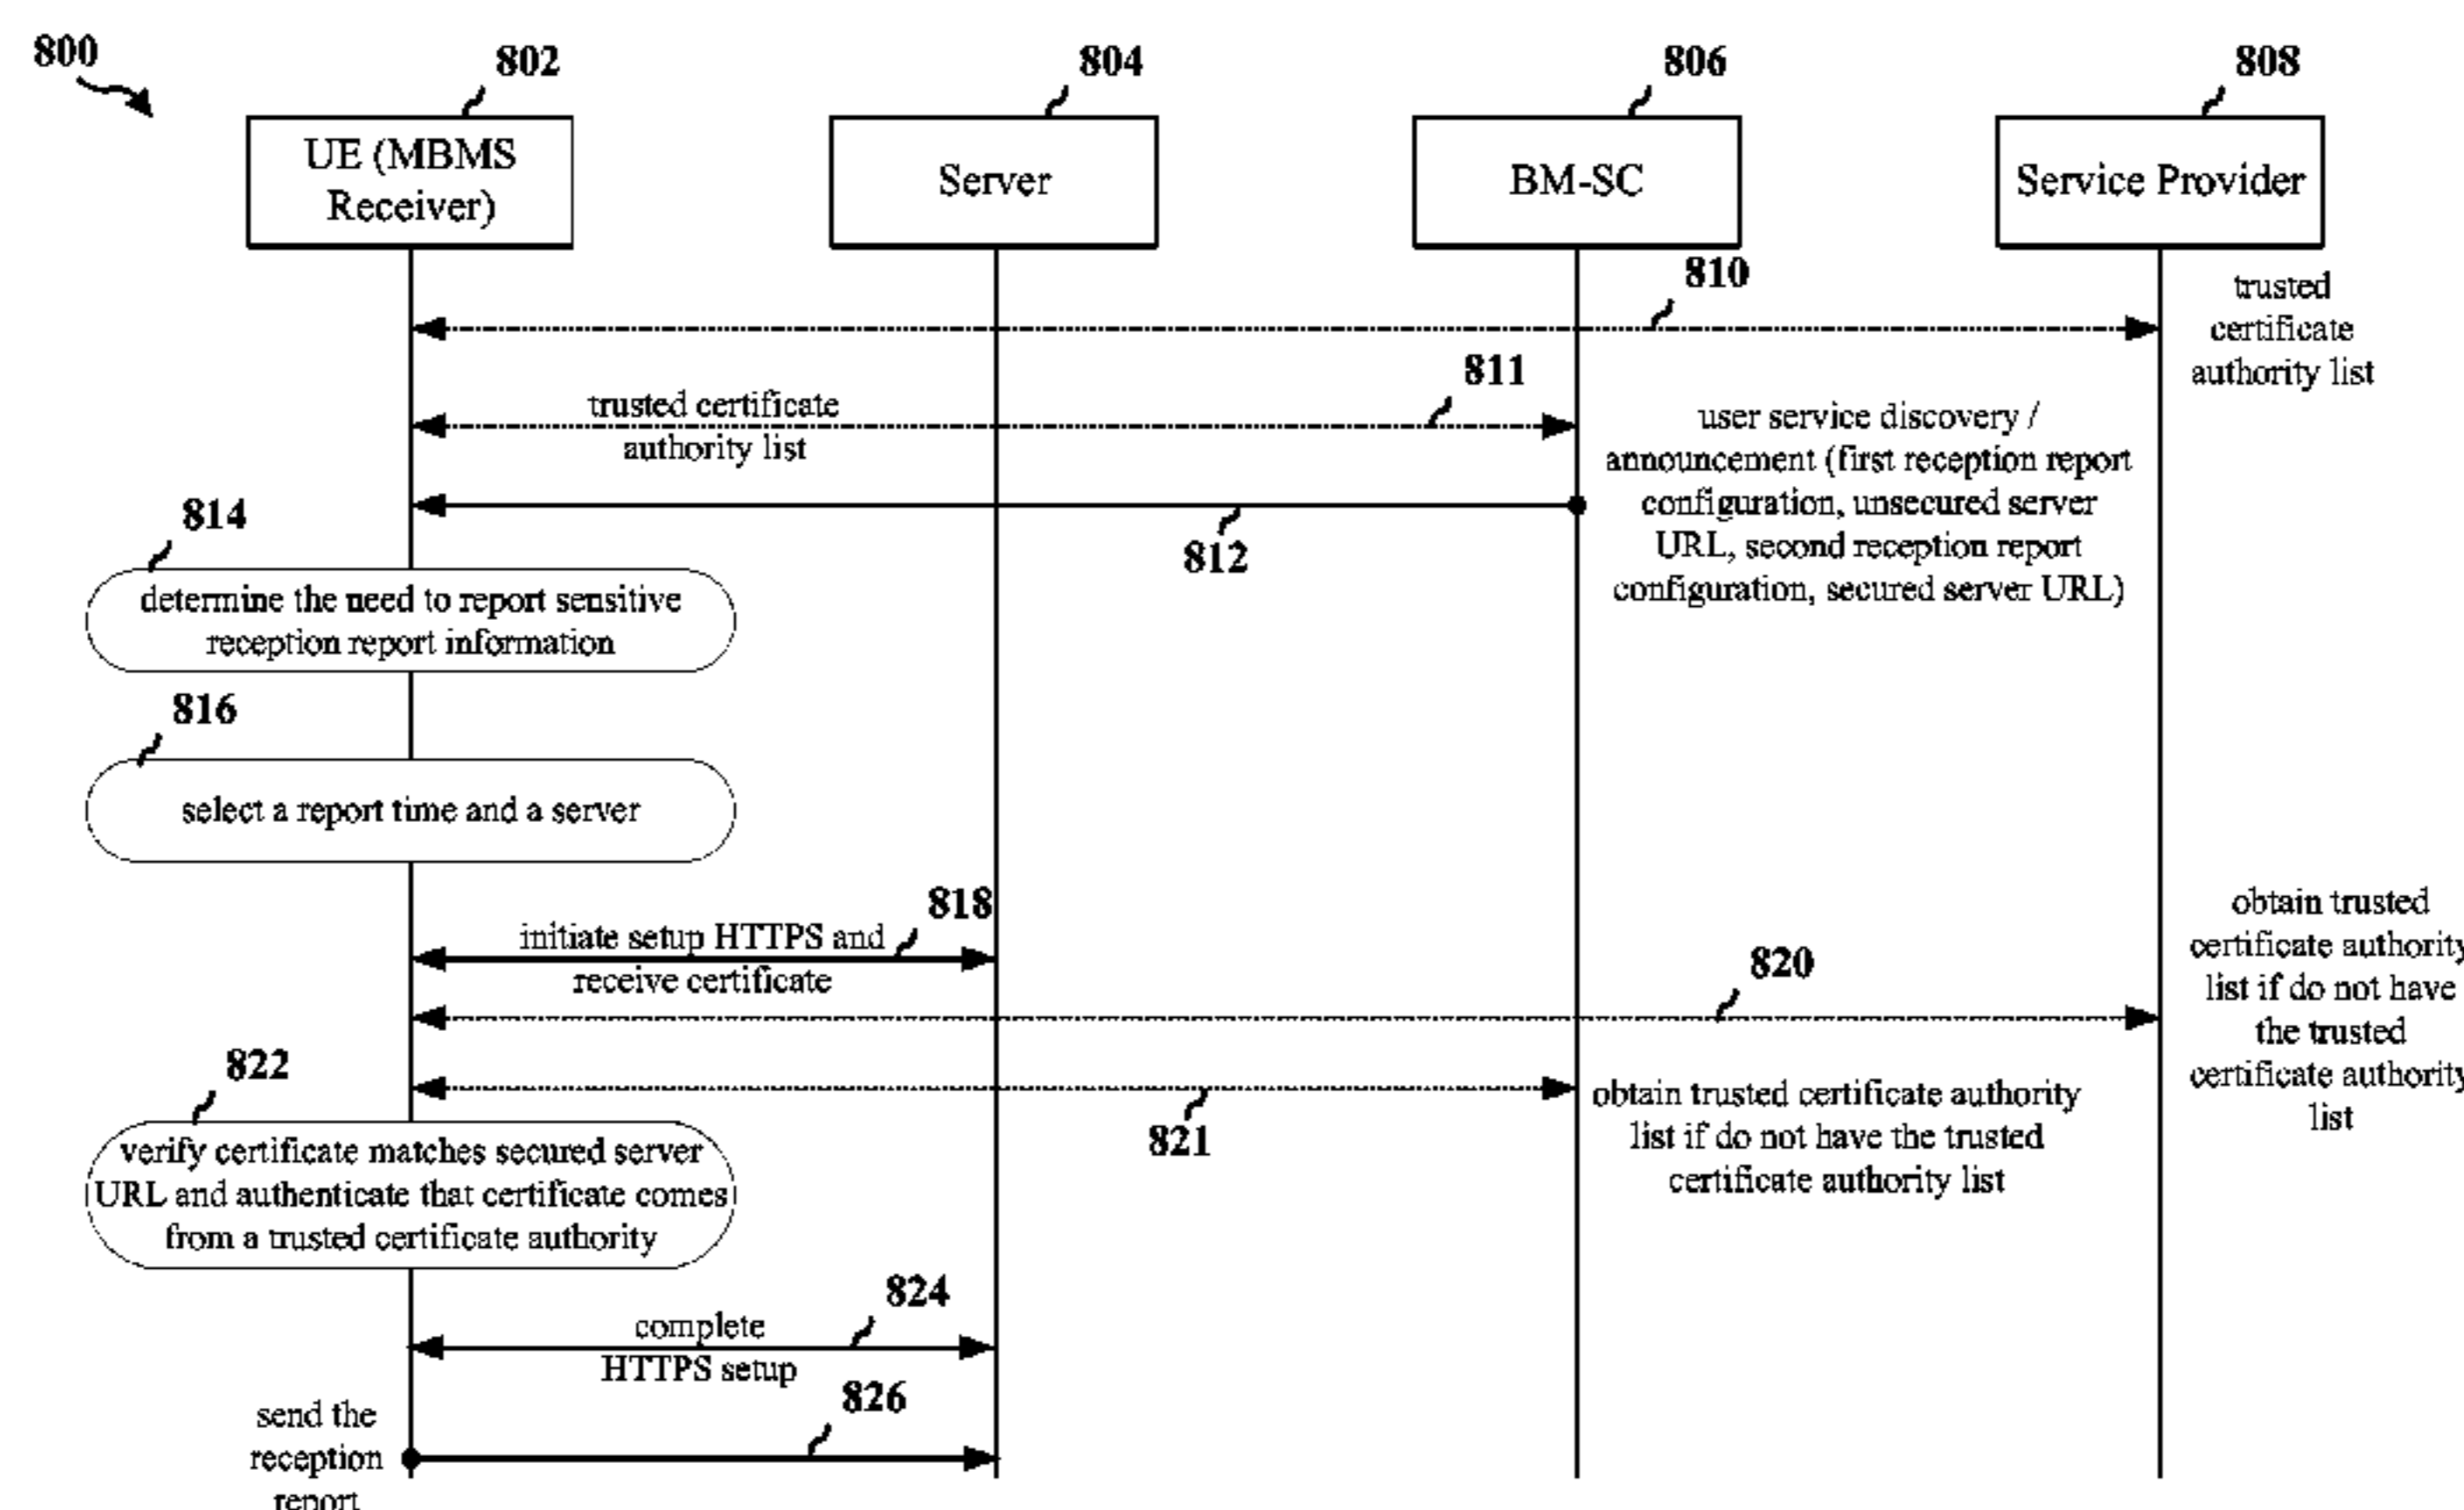 800
802
804
806
808
UE (MBMS
Receiver)
Server
BM-SC
Service Provider
810
trusted
certificate
authority list
811
trusted certificate
authority list
user service discovery /
announcement (first reception report
configuration, unsecured server
URL, second reception report
configuration, secured server URL)
812
814
determine the need to report sensitive
reception report information
816
select a report time and a server
818
initiate setup HTTPS and
receive certificate
820
obtain trusted
certificate authority
list if do not have
the trusted
certificate authority
list
821
obtain trusted certificate authority
list if do not have the trusted
certificate authority list
822
verify certificate matches secured server
URL and authenticate that certificate comes
from a trusted certificate authority
824
complete
HTTPS setup
826
send the
reception
report